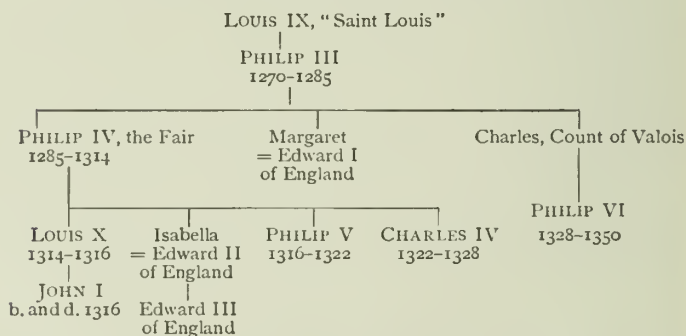 LOUIS IX, "Saint Louis"
PHILIP III
1270–1285
PHILIP IV, the Fair
1285–1314
Margaret
= Edward I
of England
Charles, Count of Valois
PHILIP VI
1328–1350
LOUIS X
1314–1316
JOHN I
b. and d. 1316
Isabella
= Edward II
of England
Edward III
of England
PHILIP V
1316–1322
CHARLES IV
1322–1328